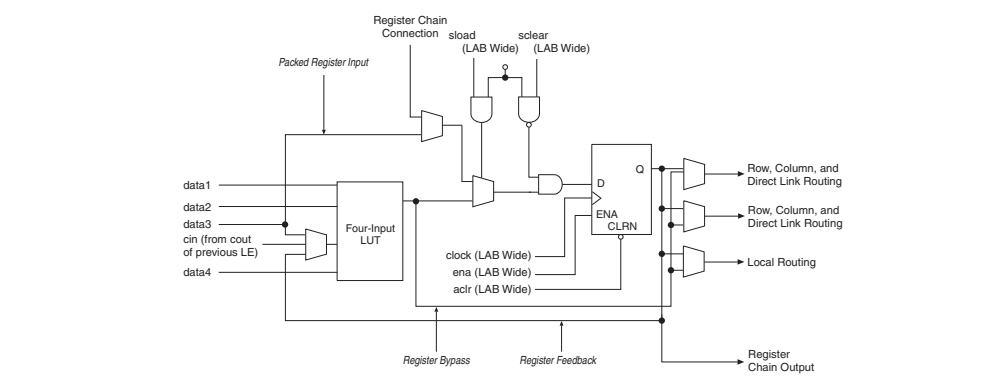 Register Chain
Connection
sload
(LAB Wide)
sclear
(LAB Wide)
Packed Register Input
Q
Row, Column, and
Direct Link Routing
data1
D
data2
Row, Column, and
Direct Link Routing
ENA
data3
Four-Input
LUT
CLRN
cin (from cout
of previous LE)
clock (LAB Wide)
Local Routing
data4
ena (LAB Wide)
aclr (LAB Wide)
Register Bypass
Register Feedback
Register
Chain Output